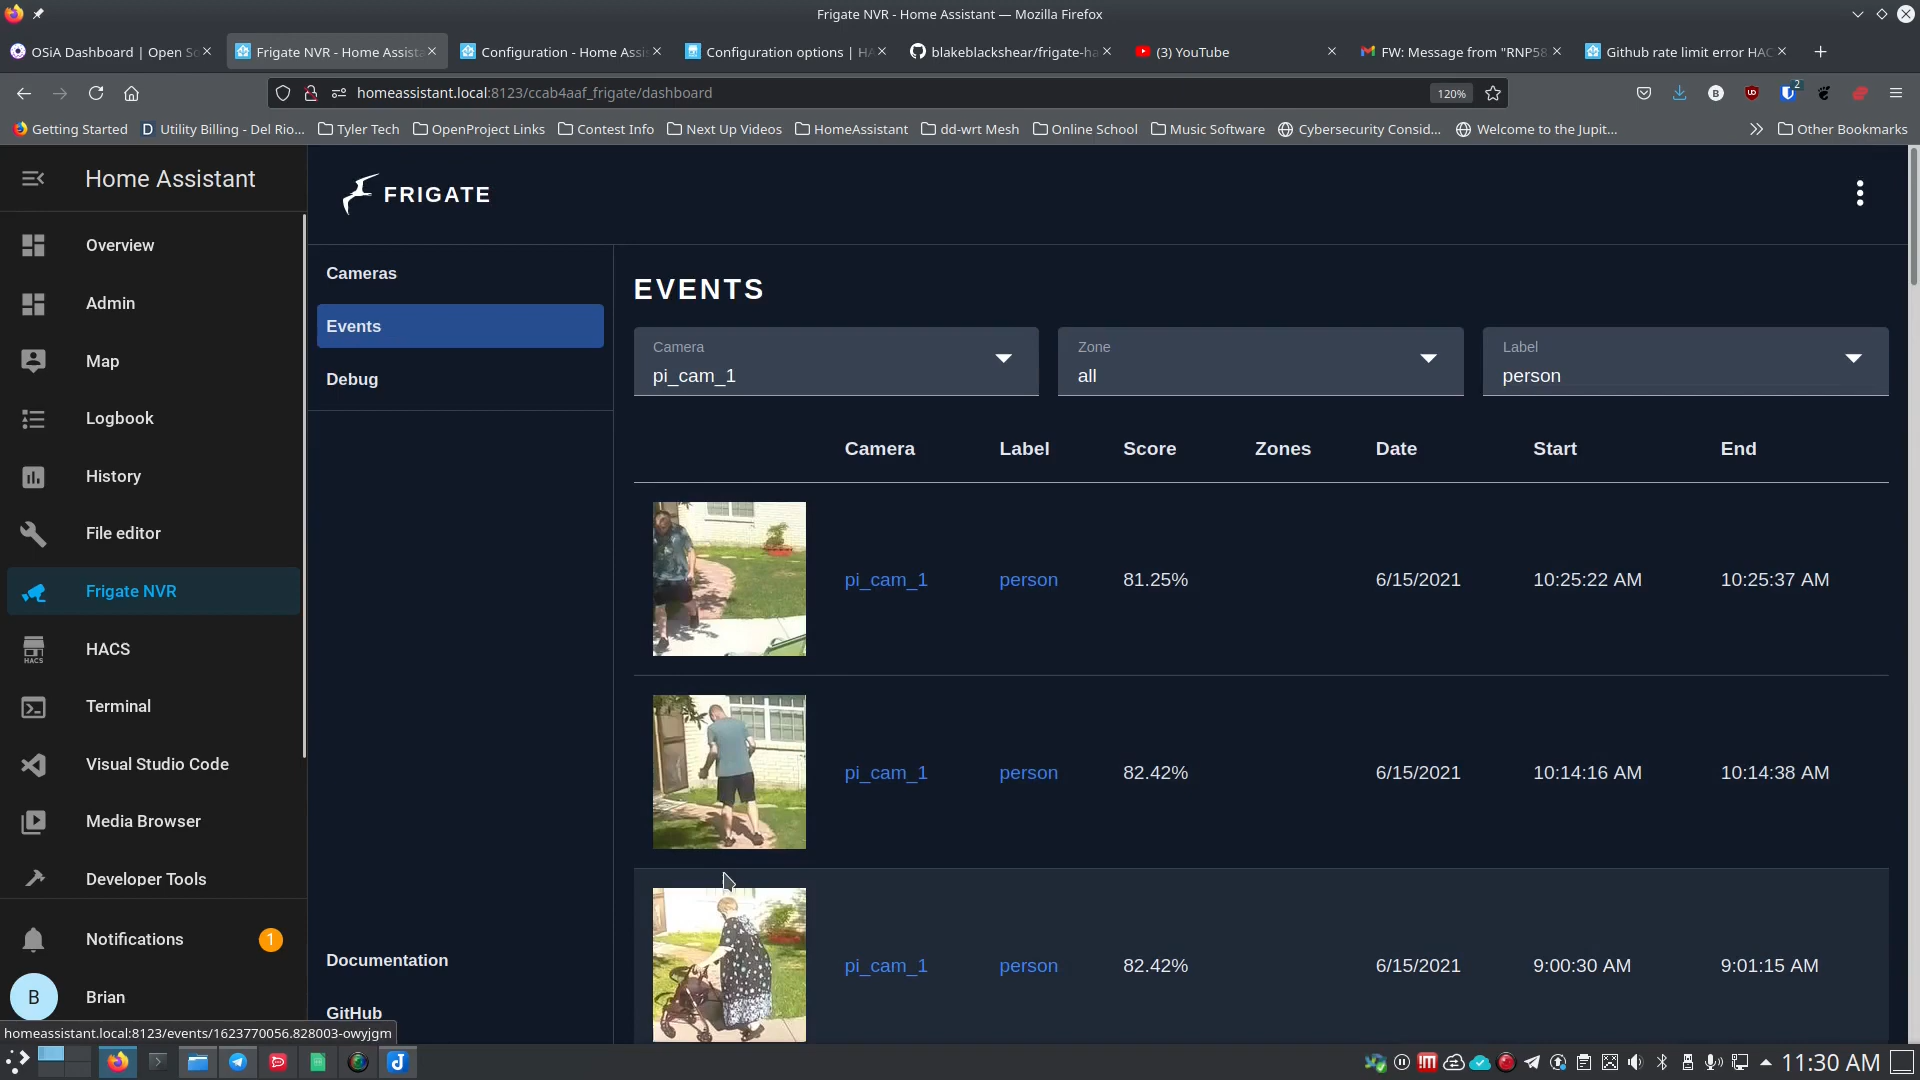 Frigate NVR - Home Assistant — Mozilla Firefox
OSiA Dashboard | Open So
Frigate NVR - Home Assista
Configuration - Home Assis
Configuration options | HA
blakeblackshear/frigate-ha
(3) YouTube
FW: Message from "RNP58
Github rate limit error HAC
homeassistant.local:8123/ccab4aaf_frigate/dashboard
120%
B
UD
2
Getting Started
D Utility Billing - Del Rio...
Tyler Tech
OpenProject Links
Contest Info
Next Up Videos
HomeAssistant
dd-wrt Mesh
Online School
Music Software
Cybersecurity Consid...
Welcome to the Jupit...
Other Bookmarks
Home Assistant
Overview
Admin
Map
Logbook
History
File editor
Frigate NVR
HACS
HACS
Terminal
Visual Studio Code
Media Browser
Developer Tools
Notifications
1
B
Brian
FRIGATE
Cameras
Events
Debug
Documentation
GitHub
EVENTS
Camera
pi_cam_1
Zone
all
Label
person
Camera Label Score Zones Date Start End
pi_cam_1 person 81.25% 6/15/2021 10:25:22 AM 10:25:37 AM
pi_cam_1 person 82.42% 6/15/2021 10:14:16 AM 10:14:38 AM
pi_cam_1 person 82.42% 6/15/2021 9:00:30 AM 9:01:15 AM
homeassistant.local:8123/events/1623770056.828003-owyjgm
11:30 AM